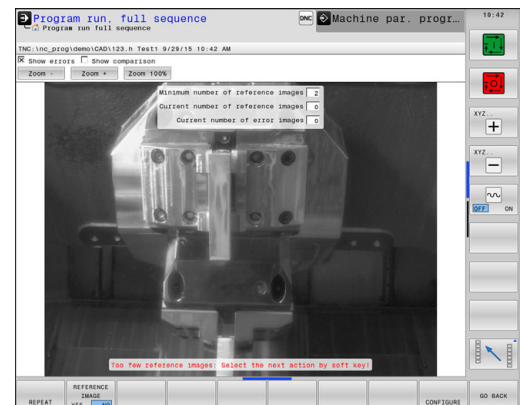 Program run, full sequence
DNC
Machine par. progr…
10:42
Program run full sequence
TNC:\nc_prog\demo\CAD\123.h Test1 9/29/15 10:42 AM
Show errors
Show comparison
Zoom -
Zoom +
Zoom 100%
Minimum number of reference images 2
Current number of reference images 0
Current number of error images 0
XYZ..
+
XYZ..
−
OFF ON
Too few reference images: Select the next action by soft key!
REPEAT
REFERENCE
IMAGE
YES NO
CONFIGURE
GO BACK